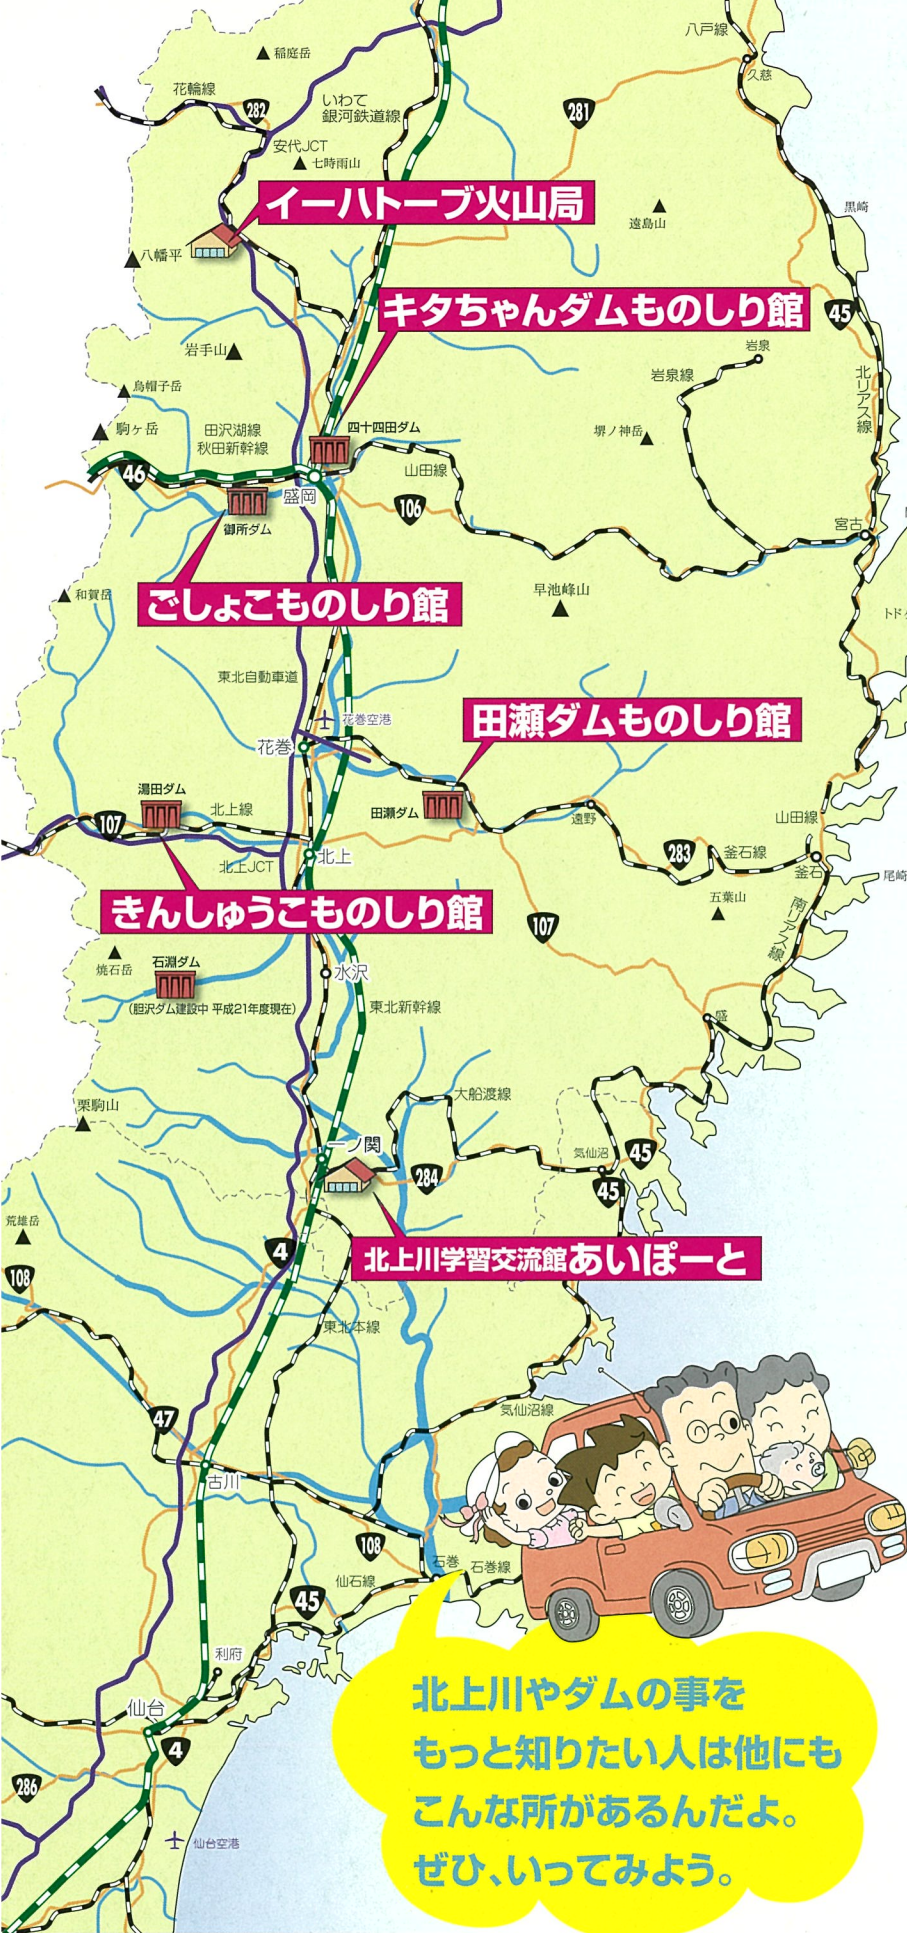 八戸線
久慈
稲庭岳
花輪線
282
いわて
銀河鉄道線
281
安代JCT
七時雨山
イーハトーブ火山局
遠島山
黒崎
八幡平
キタちゃんダムものしり館
45
岩手山
岩泉
岩泉線
北リアス線
烏帽子岳
駒ヶ岳
田沢湖線
秋田新幹線
四十四田ダム
堺ノ神岳
46
山田線
盛岡
106
御所ダム
宮古
和賀岳
ごしょこものしり館
早池峰山
トド
東北自動車道
花巻空港
田瀬ダムものしり館
花巻
湯田ダム
107
北上線
田瀬ダム
遠野
山田線
283
釜石線
釜石
北上JCT
北上
尾崎
五葉山
きんしゅうこものしり館
107
南リアス線
焼石岳
石淵ダム
水沢
(胆沢ダム建設中 平成21年度現在)
東北新幹線
盛
栗駒山
大船渡線
一ノ関
気仙沼
45
284
45
荒雄岳
4
北上川学習交流館あいぽーと
108
東北本線
気仙沼線
47
古川
108
石巻
石巻線
仙石線
45
利府
仙台
4
286
仙台空港
北上川やダムの事を
もっと知りたい人は他にも
こんな所があるんだよ。
ぜひ、いってみよう。